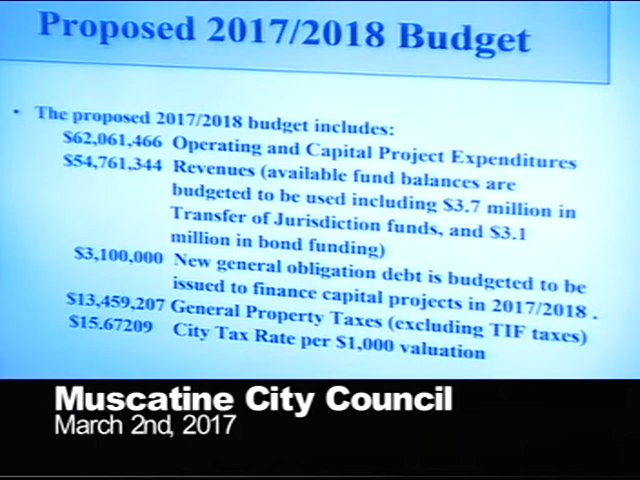 Proposed 2017/2018 Budget
• The proposed 2017/2018 budget includes:
$62,061,466 Operating and Capital Project Expenditures
$54,761,344 Revenues (available fund balances are
budgeted to be used including $3.7 million in
Transfer of Jurisdiction funds, and $3.1
million in bond funding)
$3,100,000 New general obligation debt is budgeted to be
issued to finance capital projects in 2017/2018 .
$13,459,207 General Property Taxes (excluding TIF taxes)
$15.67209 City Tax Rate per $1,000 valuation
Muscatine City Council
March 2nd, 2017